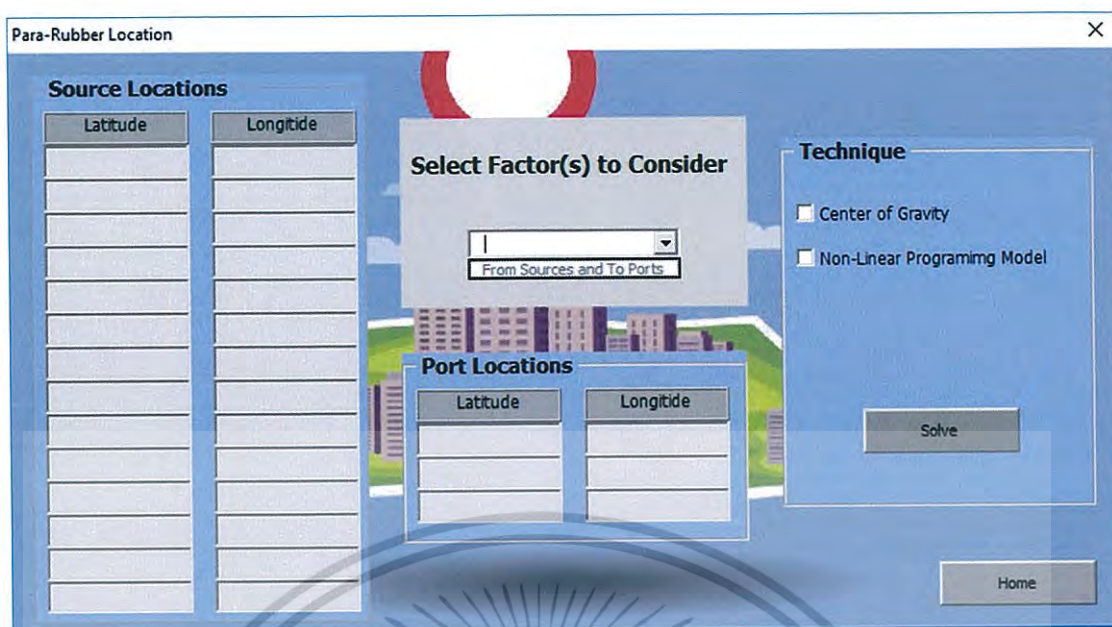 Para-Rubber Location
Source Locations
Latitude Longitide
Select Factor(s) to Consider
From Sources and To Ports
Port Locations
Latitude Longitide
Technique
Center of Gravity
Non-Linear Programimg Model
Solve
Home